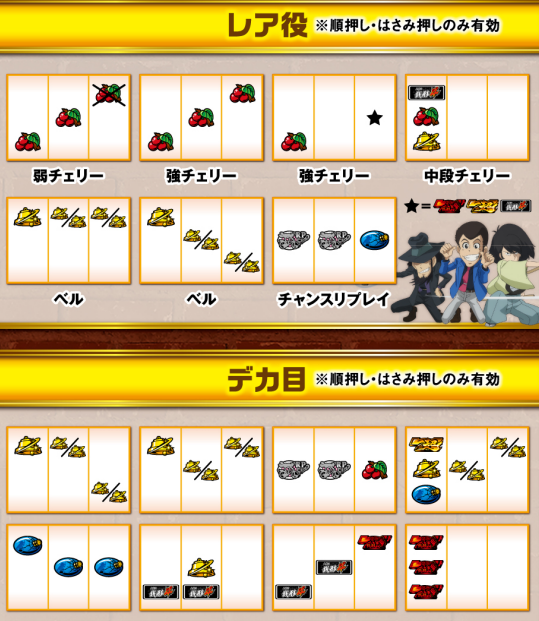 レア役 ※順押し・はさみ押しのみ有効
弱チェリー 強チェリー 強チェリー 中段チェリー
★=
ベル ベル チャンスリプレイ
デカ目 ※順押し・はさみ押しのみ有効